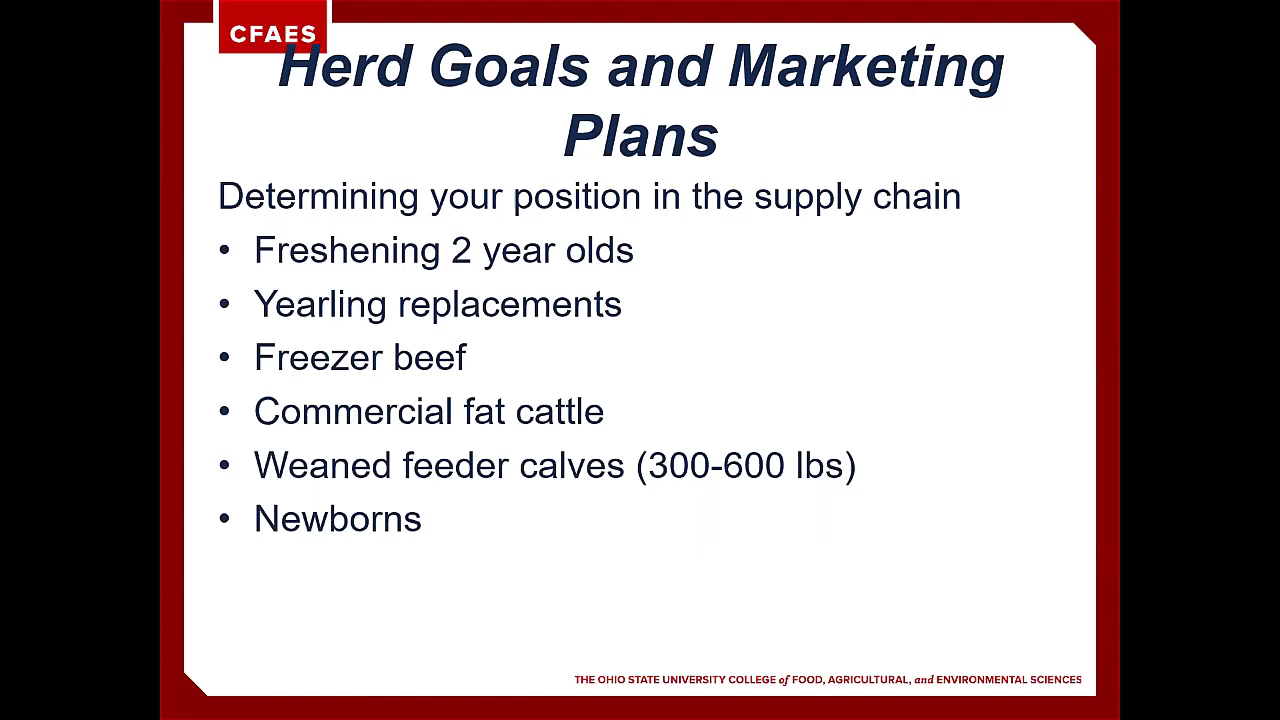 CFAES
Herd Goals and Marketing
Plans
Determining your position in the supply chain
• Freshening 2 year olds
• Yearling replacements
• Freezer beef
• Commercial fat cattle
• Weaned feeder calves (300-600 lbs)
• Newborns
THE OHIO STATE UNIVERSITY COLLEGE of FOOD, AGRICULTURAL, and ENVIRONMENTAL SCIENCES